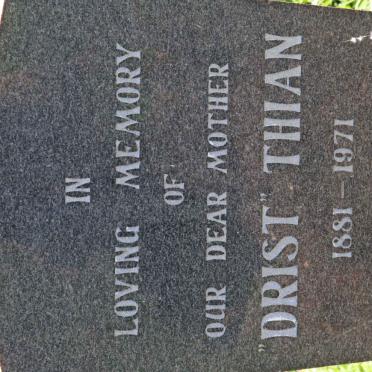 IN
LOVING MEMORY
OF
OUR DEAR MOTHER
"DRIST" THIAN
1881 – 1971